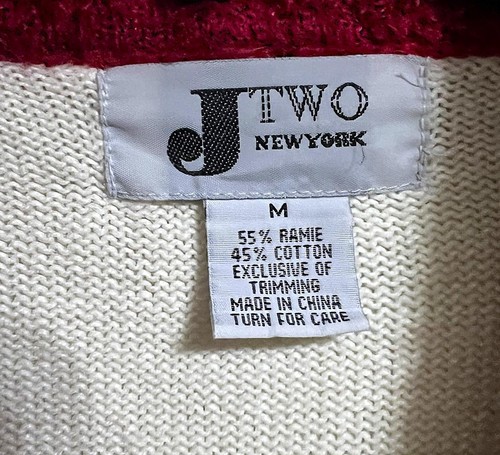 J TWO
NEW YORK
M
55% RAMIE
45% COTTON
EXCLUSIVE OF
TRIMMING
MADE IN CHINA
TURN FOR CARE